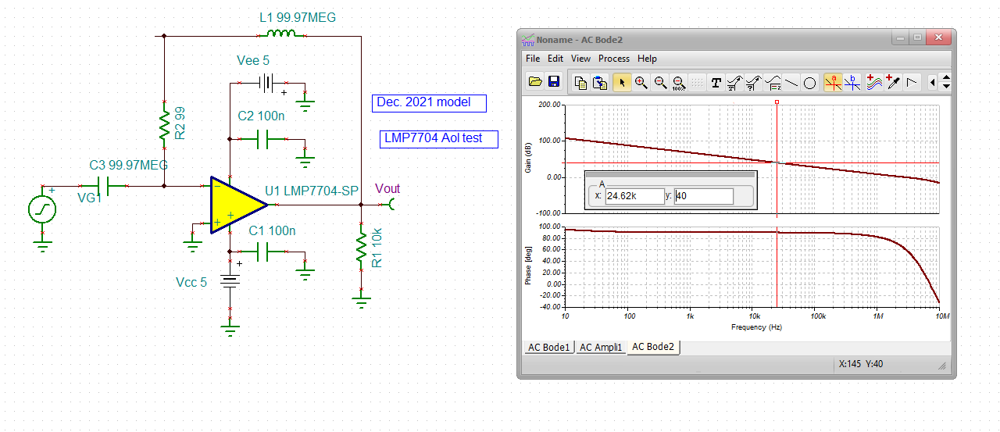 L1 99.97MEG
Vee 5
R2 99
C2 100n
Dec. 2021 model
LMP7704 Aol test
C3 99.97MEG
+
VG1
-
+
+
U1 LMP7704-SP
Vout
C1 100n
R1 10k
+
+
Vcc 5
Noname - AC Bode2
File Edit View Process Help
T
100%
a
b
200.00
100.00
0.00
-100.00
Gain (dB)
A
x: 24.62k y: 40
100.00
80.00
60.00
40.00
20.00
0.00
-20.00
-40.00
Phase [deg]
10 100 1k 10k 100k 1M 10M
Frequency (Hz)
AC Bode1 AC Ampli1 AC Bode2
X:145 Y:40